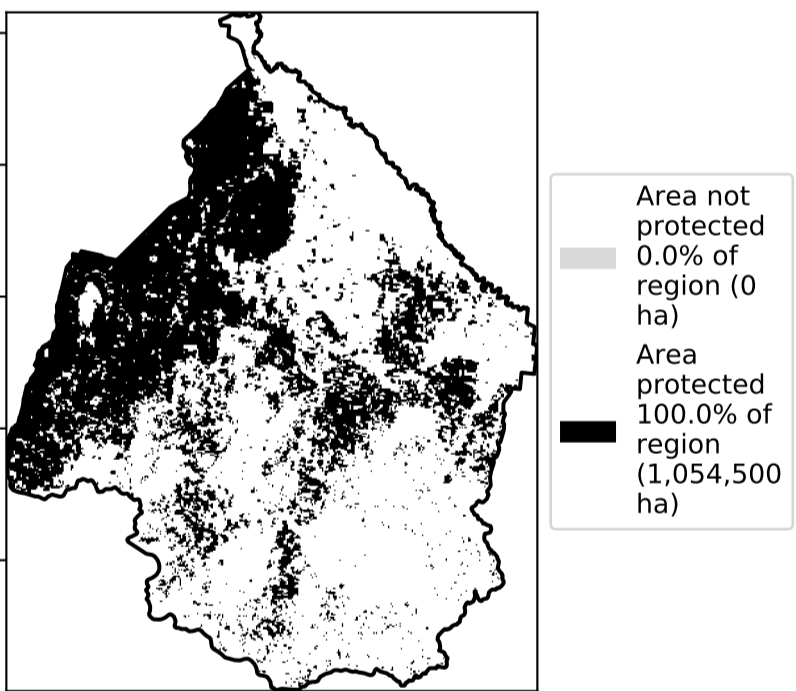 Area not
protected
0.0% of
region (0
ha)
Area
protected
100.0% of
region
(1,054,500
ha)